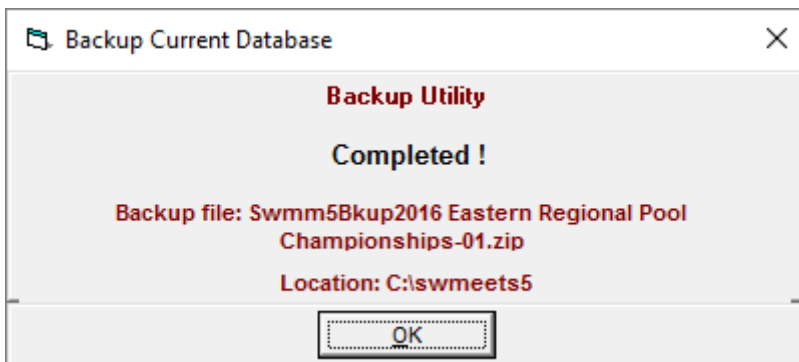 Backup Current Database
Backup Utility
Completed !
Backup file: Swmm5Bkup2016 Eastern Regional Pool
Championships-01.zip
Location: C:\swmeets5
OK